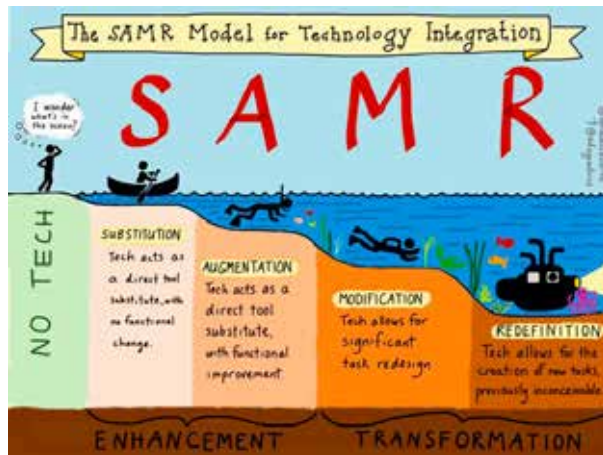 The SAMR Model for Technology Integration
S A M R
I wonder
what's in
the ocean?
NO TECH
SUBSTITUTION
Tech acts as
a direct tool
substitute, with
no functional
change.
AUGMENTATION
Tech acts as a
direct tool
substitute,
with functional
improvement
MODIFICATION
Tech allows for
significant
task redesign
REDEFINITION
Tech allows for the
creation of new tasks,
previously inconceivable
ENHANCEMENT
TRANSFORMATION